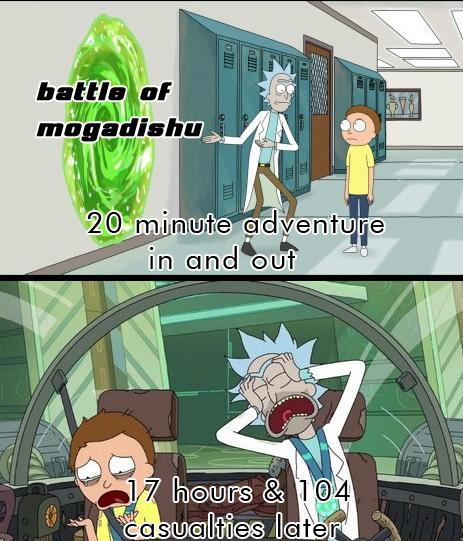 battle of
mogadishu
20 minute adventure
in and out
17 hours & 104
casualties later